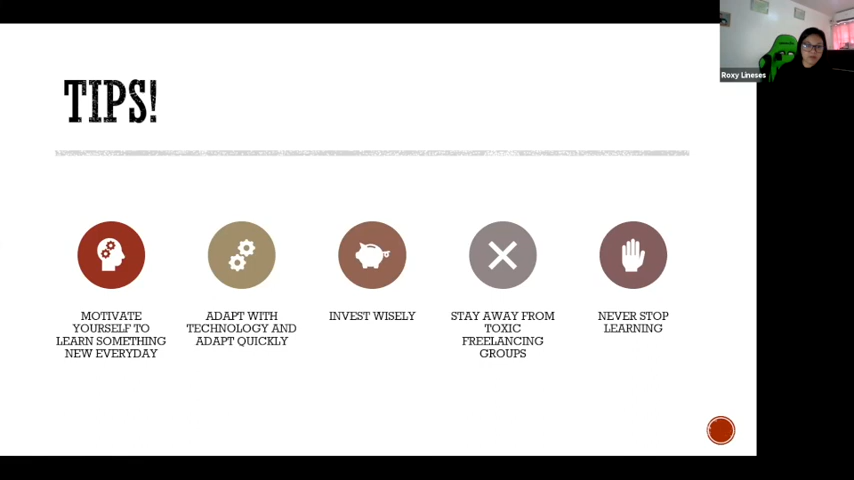 Roxy Lineses
TIPS!
MOTIVATE
YOURSELF TO
LEARN SOMETHING
NEW EVERYDAY
ADAPT WITH
TECHNOLOGY AND
ADAPT QUICKLY
INVEST WISELY
STAY AWAY FROM
TOXIC
FREELANCING
GROUPS
NEVER STOP
LEARNING